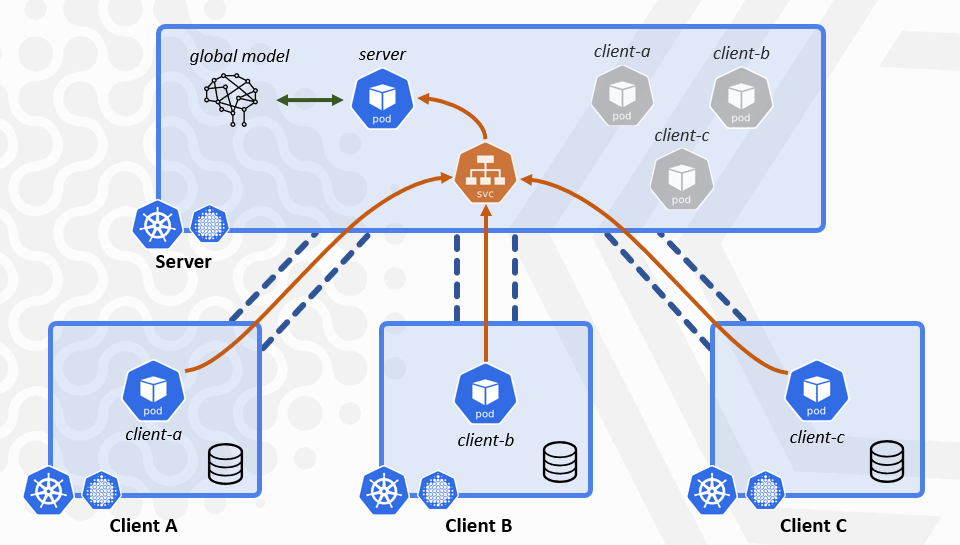 global model
server
client-a
client-b
pod
pod
pod
client-c
pod
svc
Server
pod
client-a
pod
client-b
pod
client-c
Client A
Client B
Client C